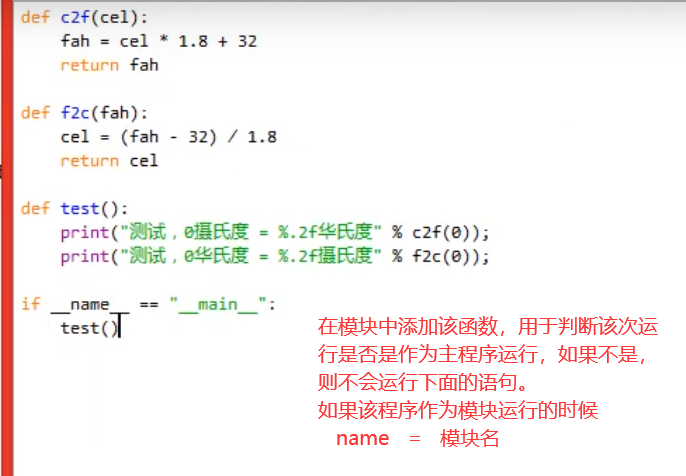 def c2f(cel):
    fah = cel * 1.8 + 32
    return fah
def f2c(fah):
    cel = (fah - 32) / 1.8
    return cel
def test():
    print("测试，0摄氏度 = %.2f华氏度" % c2f(0));
    print("测试，0华氏度 = %.2f摄氏度" % f2c(0));
if __name__ == "__main__":
    test()
在模块中添加该函数，用于判断该次运
行是否是作为主程序运行，如果不是，
则不会运行下面的语句。
如果该程序作为模块运行的时候
name = 模块名